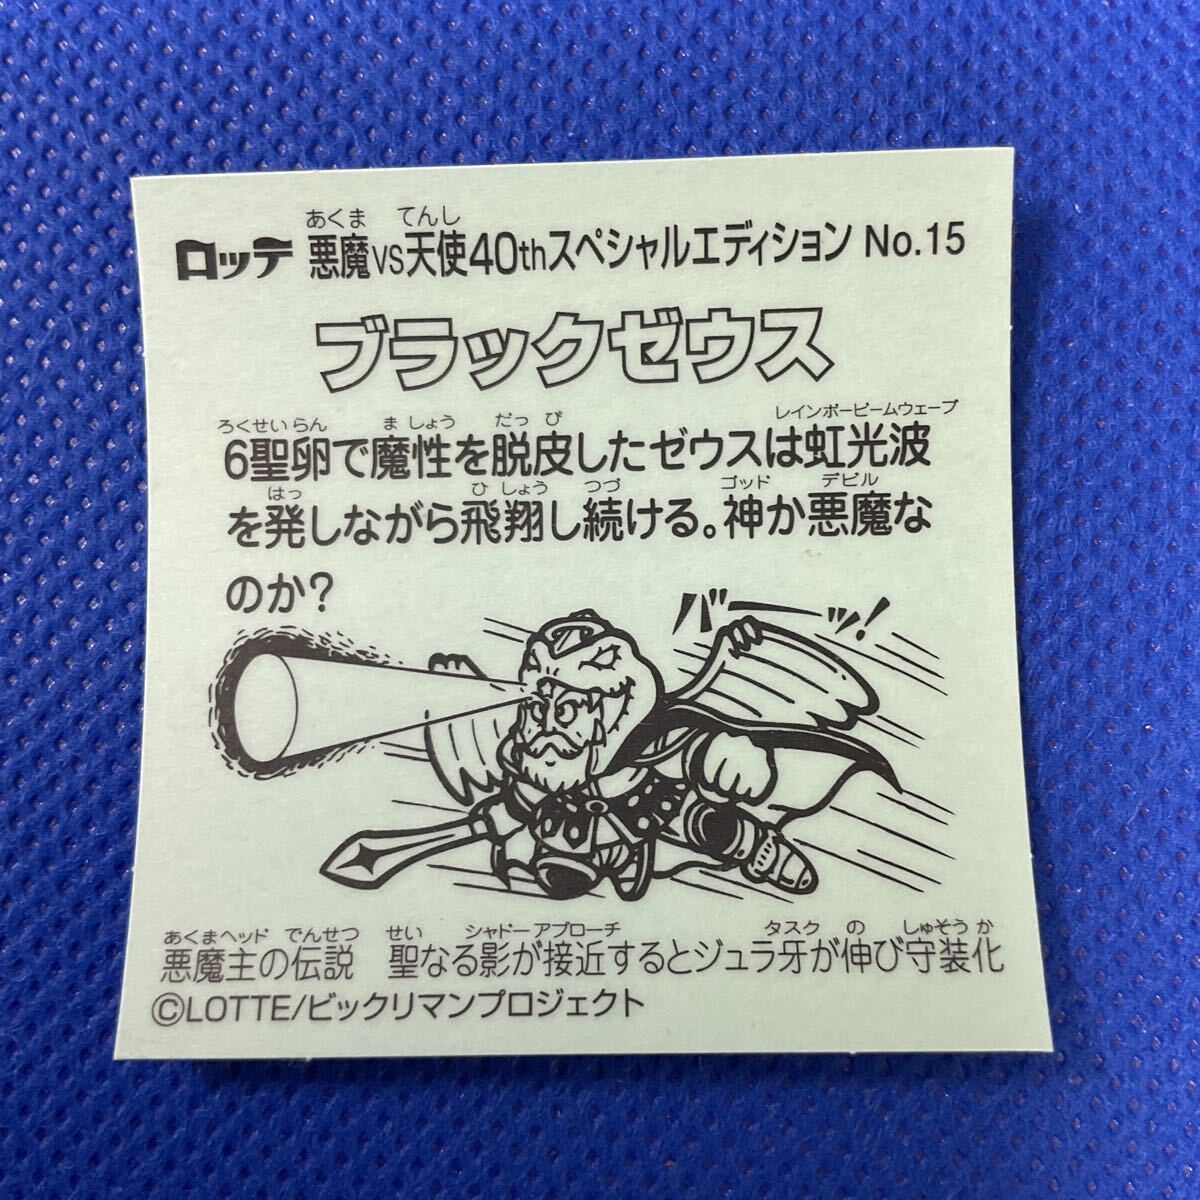 あくま てんし
ロッテ 悪魔VS天使40thスペシャルエディション No.15
ブラックゼウス
ろくせいらん ましょう だっぴ レインボービームウェーブ
6聖卵で魔性を脱皮したゼウスは虹光波
はっ ひしょう つづ ゴッド デビル
を発しながら飛翔し続ける。神か悪魔な
のか?
バッ!
あくまヘッド でんせつ せい シャドーアプローチ タスク の しゅそうか
悪魔主の伝説 聖なる影が接近するとジュラ牙が伸び守装化
©LOTTE/ビックリマンプロジェクト